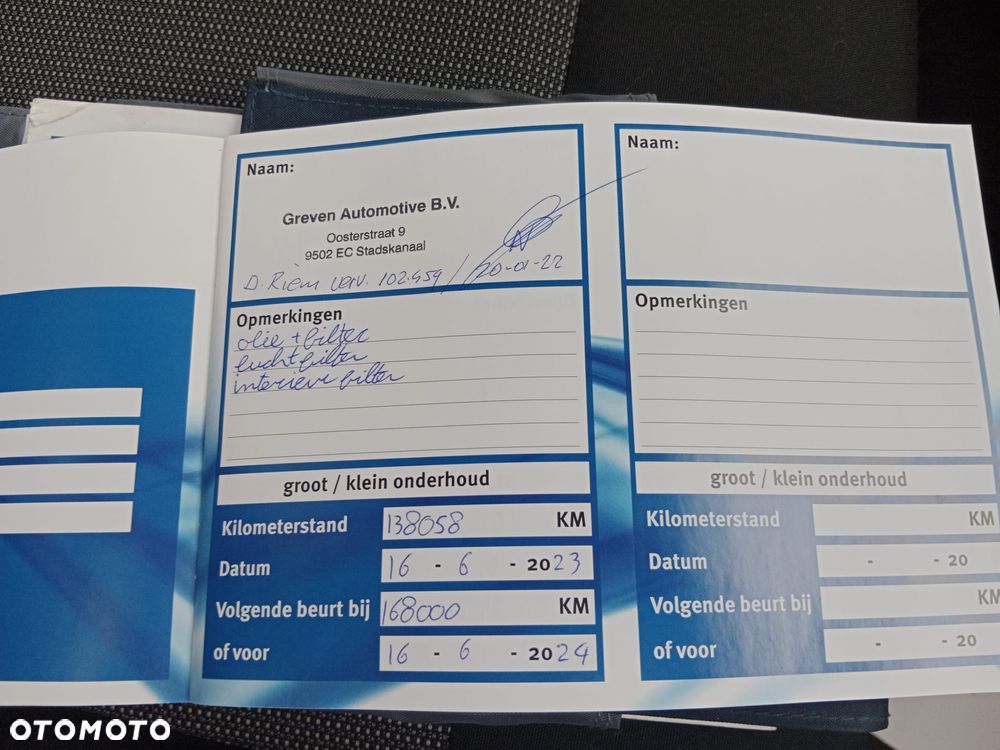 Naam:
Greven Automotive B.V.
Oosterstraat 9
9502 EC Stadskanaal
D. Riem verv. 102.459 / 20-01-22
Opmerkingen
olie + filter
luchtfilter
interieur filter
groot / klein onderhoud
Kilometerstand 138058 KM
Datum 16 - 6 - 2023
Volgende beurt bij 168000 KM
of voor 16 - 6 - 2024
Naam:
Opmerkingen
groot / klein onderhoud
Kilometerstand KM
Datum - - 20
Volgende beurt bij KM
of voor - - 20
OTOMOTO